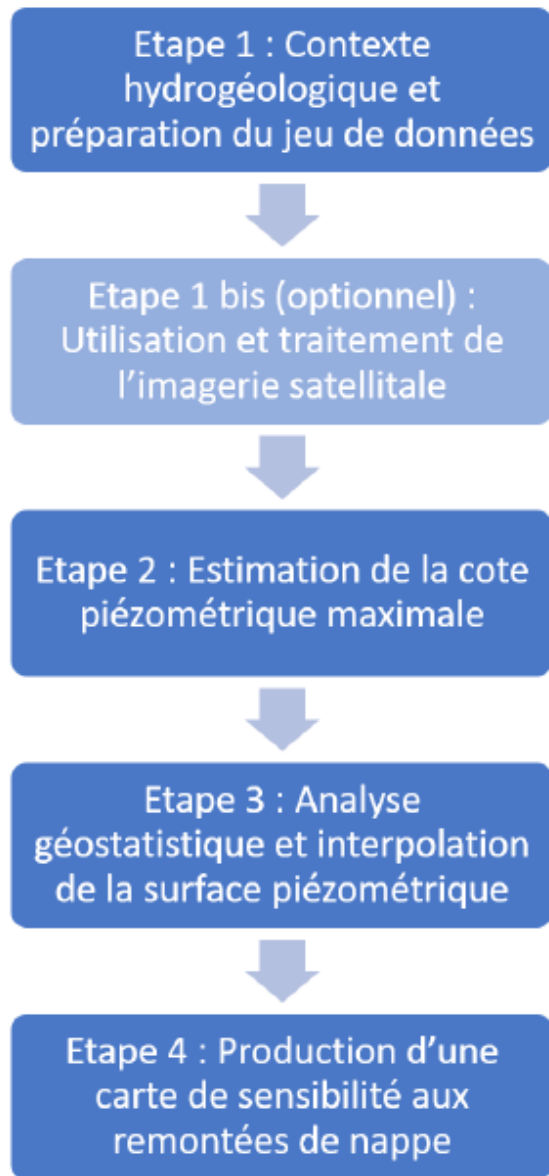 Etape 1 : Contexte
hydrogéologique et
préparation du jeu de données
Etape 1 bis (optionnel) :
Utilisation et traitement de
l'imagerie satellitale
Etape 2 : Estimation de la cote
piézométrique maximale
Etape 3 : Analyse
géostatistique et interpolation
de la surface piézométrique
Etape 4 : Production d'une
carte de sensibilité aux
remontées de nappe